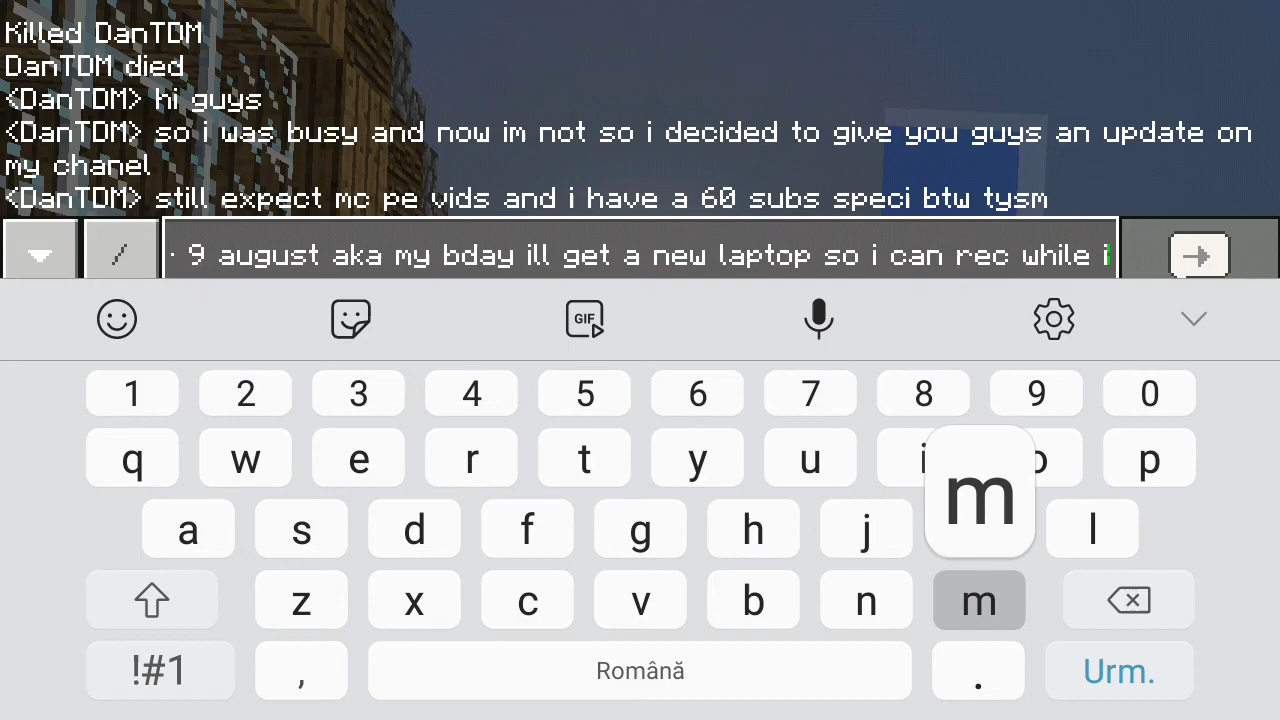 Killed DanTDM
DanTDM died
<DanTDM> hi guys
<DanTDM> so i was busy and now im not so i decided to give you guys an update on
my chanel
<DanTDM> still expect mc pe vids and i have a 60 subs speci btw tysm
/ 9 august aka my bday ill get a new laptop so i can rec while i
GIF
1 2 3 4 5 6 7 8 9 0
q w e r t y u i o p
a s d f g h j m l
z x c v b n m
!#1 , Română . Urm.